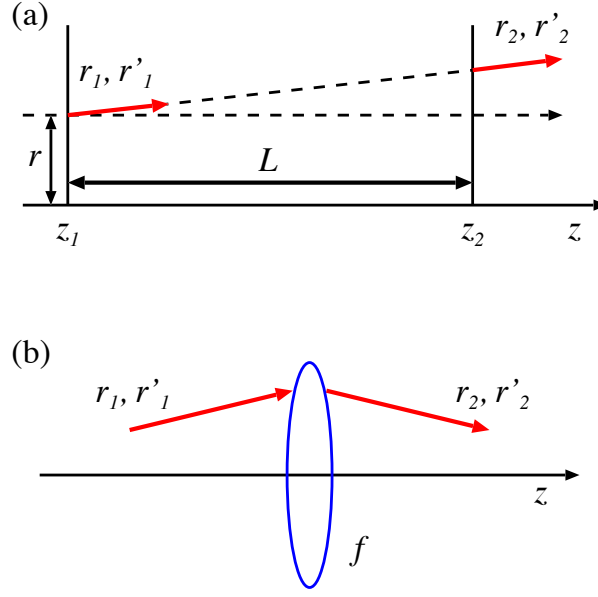 (a)
r₂, r'₂
r₁, r'₁
r
L
z₁
z₂
z
(b)
r₁, r'₁
r₂, r'₂
z
f